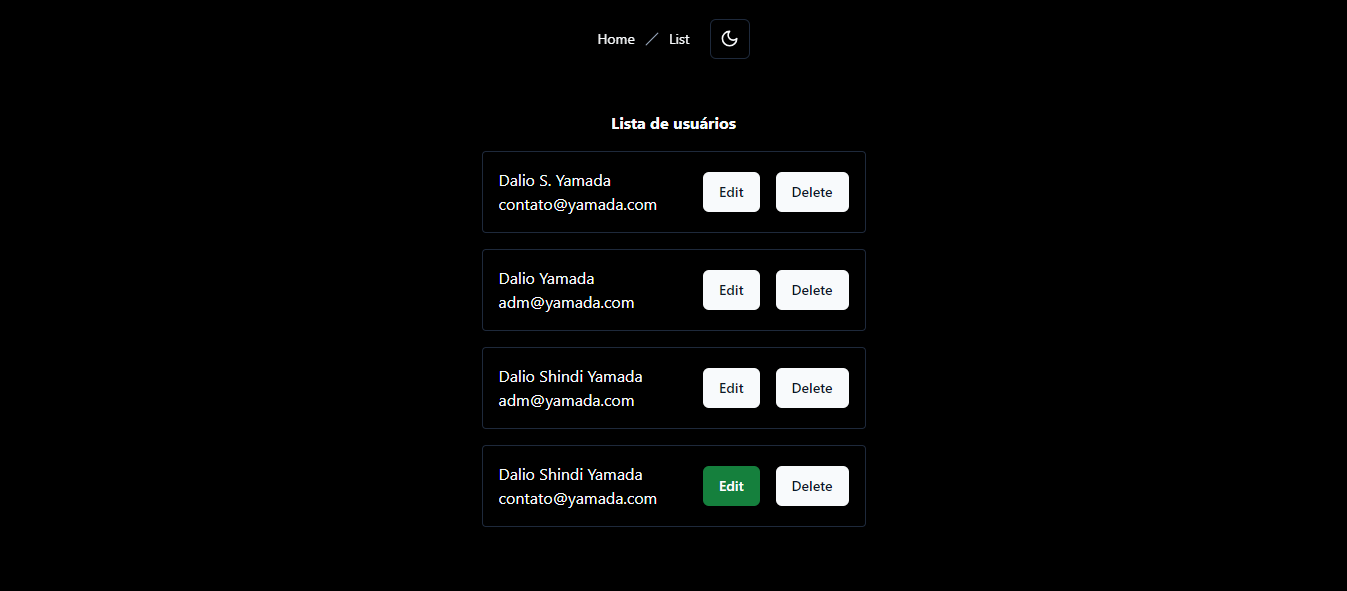 Home / List
Lista de usuários
Dalio S. Yamada
contato@yamada.com
Edit Delete
Dalio Yamada
adm@yamada.com
Edit Delete
Dalio Shindi Yamada
adm@yamada.com
Edit Delete
Dalio Shindi Yamada
contato@yamada.com
Edit Delete